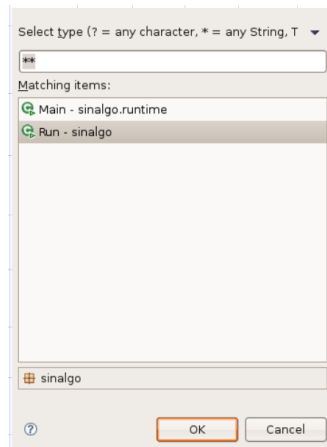 Select type (? = any character, * = any String, T
**
Matching items:
Main - sinalgo.runtime
Run - sinalgo
sinalgo
?
OK
Cancel